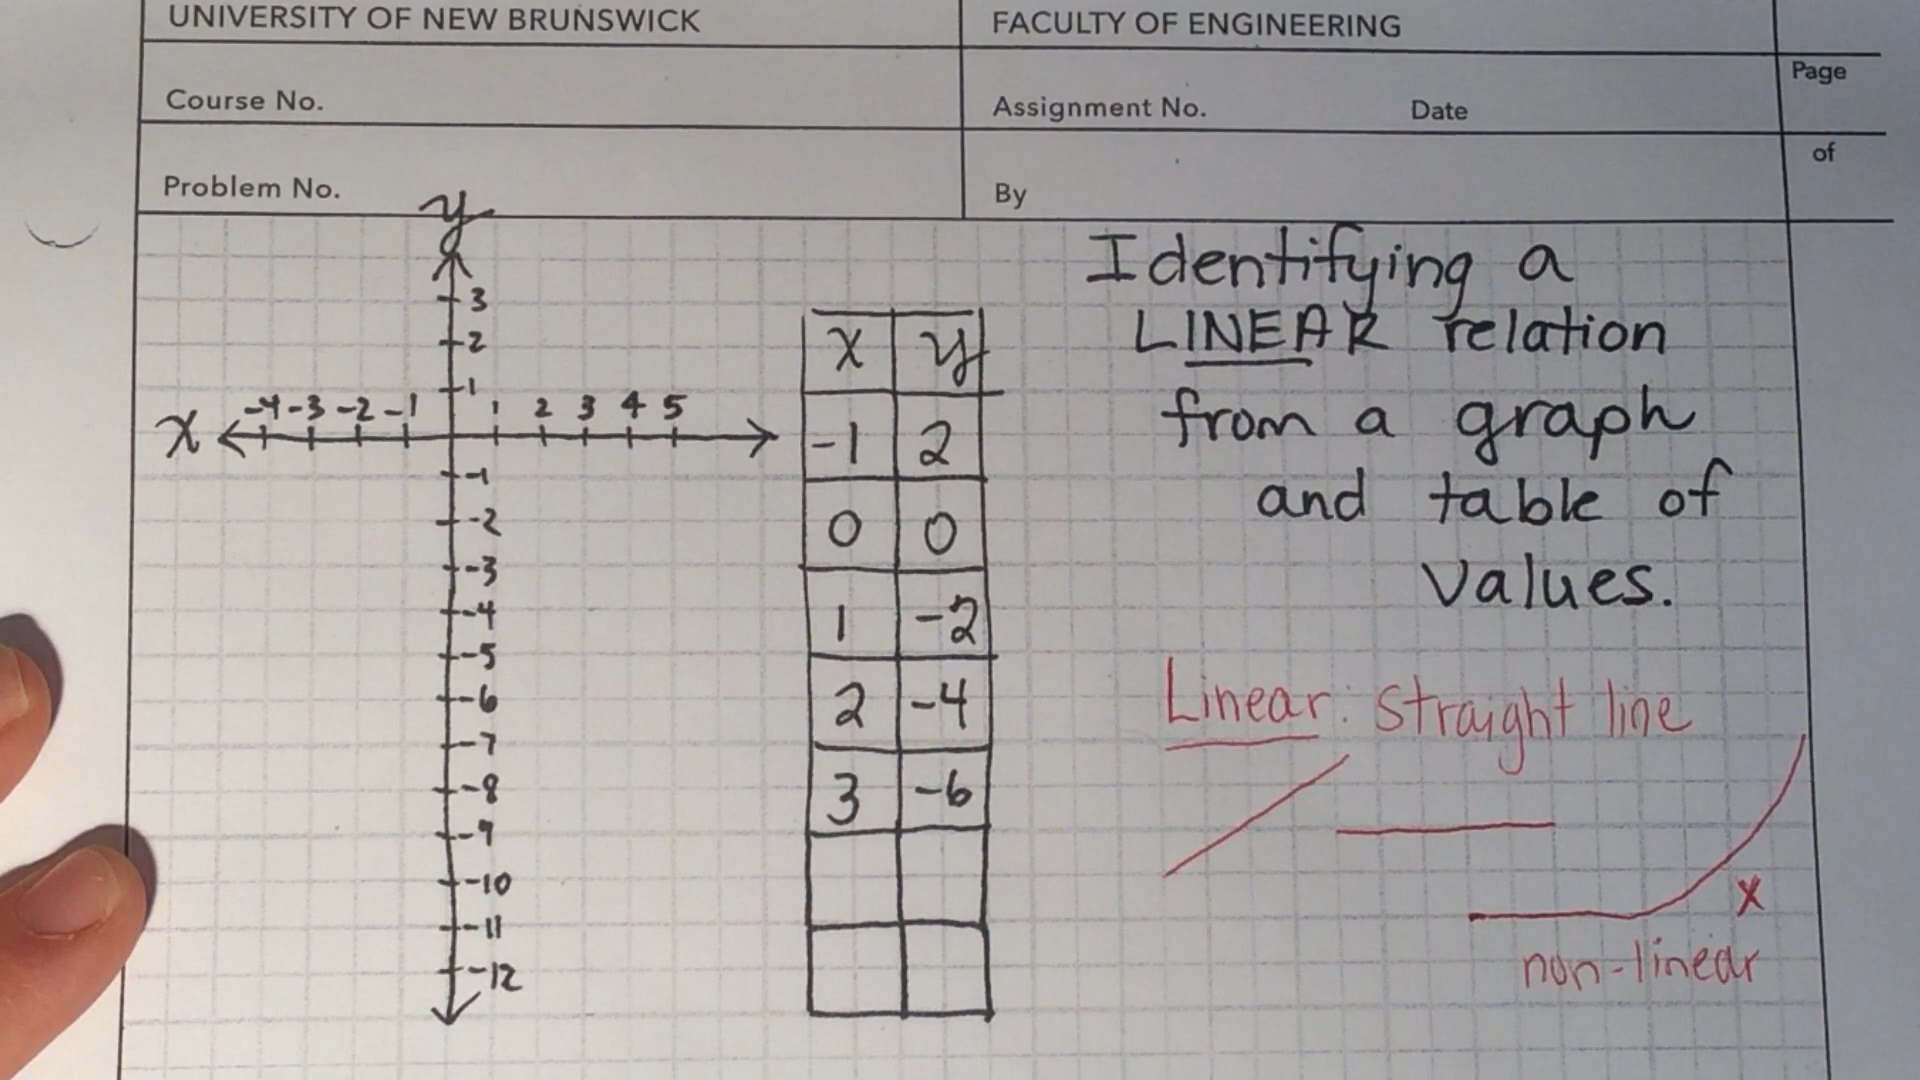 UNIVERSITY OF NEW BRUNSWICK
FACULTY OF ENGINEERING
Course No.
Assignment No. Date
Page
of
Problem No.
By
y
3
2
1
-4 -3 -2 -1 1 2 3 4 5
x
-1
-2
-3
-4
-5
-6
-7
-8
-9
-10
-11
-12
x y
-1 2
0 0
1 -2
2 -4
3 -6
Identifying a
LINEAR relation
from a graph
and table of
values.
Linear: straight line
x
non-linear